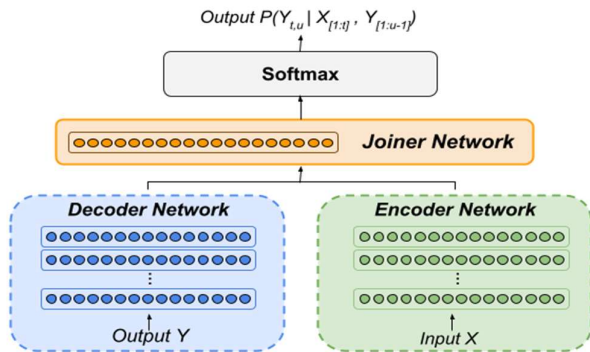 Output P(Y_{t,u} | X_{[1:t]} , Y_{[1:u-1]})
Softmax
Joiner Network
Decoder Network
Encoder Network
Output Y
Input X